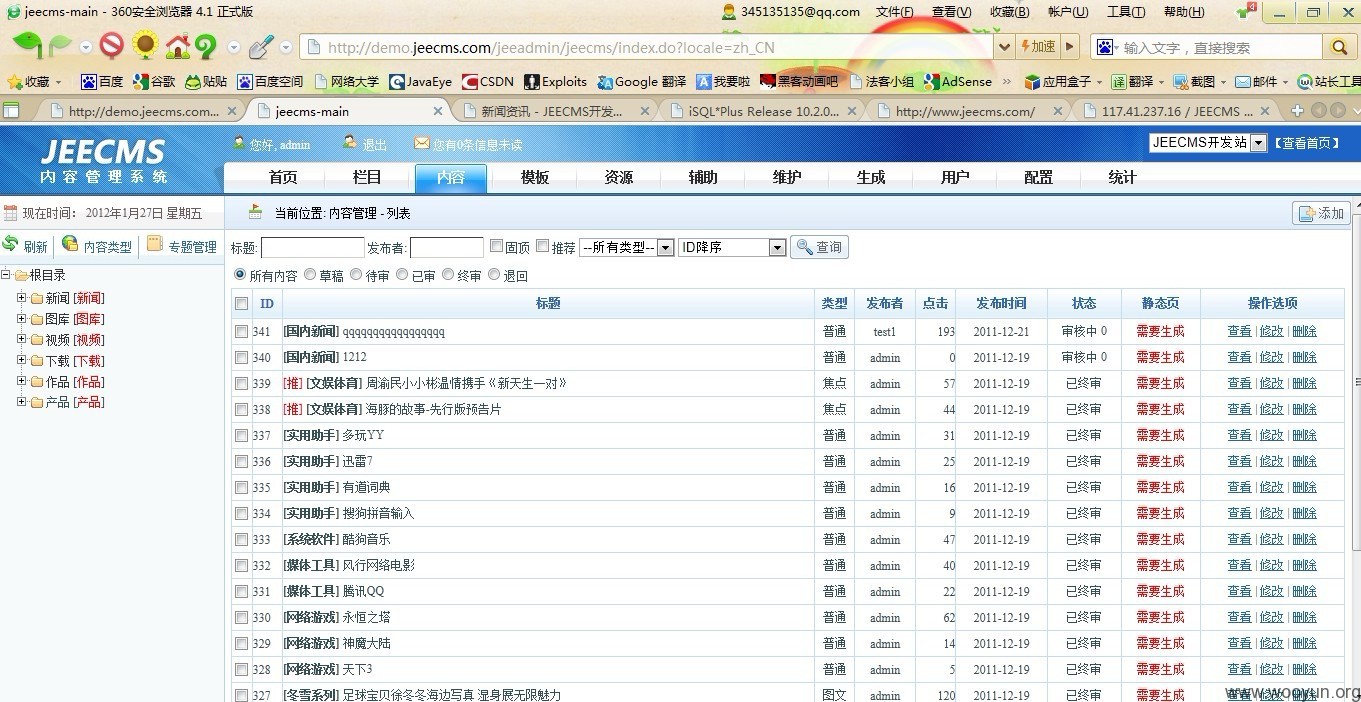 jeecms-main - 360安全浏览器 4.1 正式版 345135135@qq.com 文件(F) 查看(V) 收藏(B) 帐户(U) 工具(T) 帮助(H) 4
http://demo.jeecms.com/jeeadmin/jeecms/index.do?locale=zh_CN 加速 输入文字，直接搜索
收藏 百度 谷歌 贴贴 百度空间 网络大学 JavaEye CSDN Exploits Google 翻译 我要啦 黑客动画吧 法客小组 AdSense » 应用盒子 翻译 截图 邮件 站长工具
http://demo.jeecms.com... jeecms-main 新闻资讯 - JEECMS开发... iSQL*Plus Release 10.2.0... http://www.jeecms.com/ 117.41.237.16 / JEECMS ...
JEECMS 您好, admin 退出 您有0条信息未读 JEECMS开发站 【查看首页】
内容管理系统 首页 栏目 内容 模板 资源 辅助 维护 生成 用户 配置 统计
现在时间： 2012年1月27日 星期五 当前位置: 内容管理 - 列表 添加
刷新 内容类型 专题管理 标题: 发布者: 固顶 推荐 --所有类型-- ID降序 查询
根目录 所有内容 草稿 待审 已审 终审 退回
新闻 [新闻]
图库 [图库]
视频 [视频]
下载 [下载]
作品 [作品]
产品 [产品]
ID 标题 类型 发布者 点击 发布时间 状态 静态页 操作选项
341 [国内新闻] qqqqqqqqqqqqqqqqq 普通 test1 193 2011-12-21 审核中 0 需要生成 查看 | 修改 | 删除
340 [国内新闻] 1212 普通 admin 0 2011-12-19 审核中 0 需要生成 查看 | 修改 | 删除
339 [推] [文娱体育] 周渝民小小彬温情携手《新天生一对》 焦点 admin 57 2011-12-19 已终审 需要生成 查看 | 修改 | 删除
338 [推] [文娱体育] 海豚的故事-先行版预告片 焦点 admin 44 2011-12-19 已终审 需要生成 查看 | 修改 | 删除
337 [实用助手] 多玩YY 普通 admin 31 2011-12-19 已终审 需要生成 查看 | 修改 | 删除
336 [实用助手] 迅雷7 普通 admin 25 2011-12-19 已终审 需要生成 查看 | 修改 | 删除
335 [实用助手] 有道词典 普通 admin 16 2011-12-19 已终审 需要生成 查看 | 修改 | 删除
334 [实用助手] 搜狗拼音输入 普通 admin 9 2011-12-19 已终审 需要生成 查看 | 修改 | 删除
333 [系统软件] 酷狗音乐 普通 admin 47 2011-12-19 已终审 需要生成 查看 | 修改 | 删除
332 [媒体工具] 风行网络电影 普通 admin 40 2011-12-19 已终审 需要生成 查看 | 修改 | 删除
331 [媒体工具] 腾讯QQ 普通 admin 22 2011-12-19 已终审 需要生成 查看 | 修改 | 删除
330 [网络游戏] 永恒之塔 普通 admin 62 2011-12-19 已终审 需要生成 查看 | 修改 | 删除
329 [网络游戏] 神魔大陆 普通 admin 14 2011-12-19 已终审 需要生成 查看 | 修改 | 删除
328 [网络游戏] 天下3 普通 admin 5 2011-12-19 已终审 需要生成 查看 | 修改 | 删除
327 [冬雪系列] 足球宝贝徐冬冬海边写真 湿身展无限魅力 图文 admin 120 2011-12-19 已终审 需要生成 查看 | 修改 | 删除
www.wooyun.org